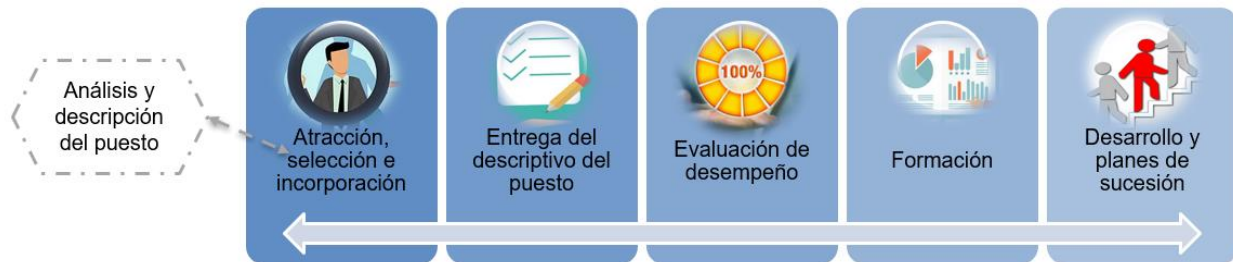 Análisis y
descripción
del puesto
Atracción,
selección e
incorporación
Entrega del
descriptivo del
puesto
100%
Evaluación de
desempeño
Formación
Desarrollo y
planes de
sucesión